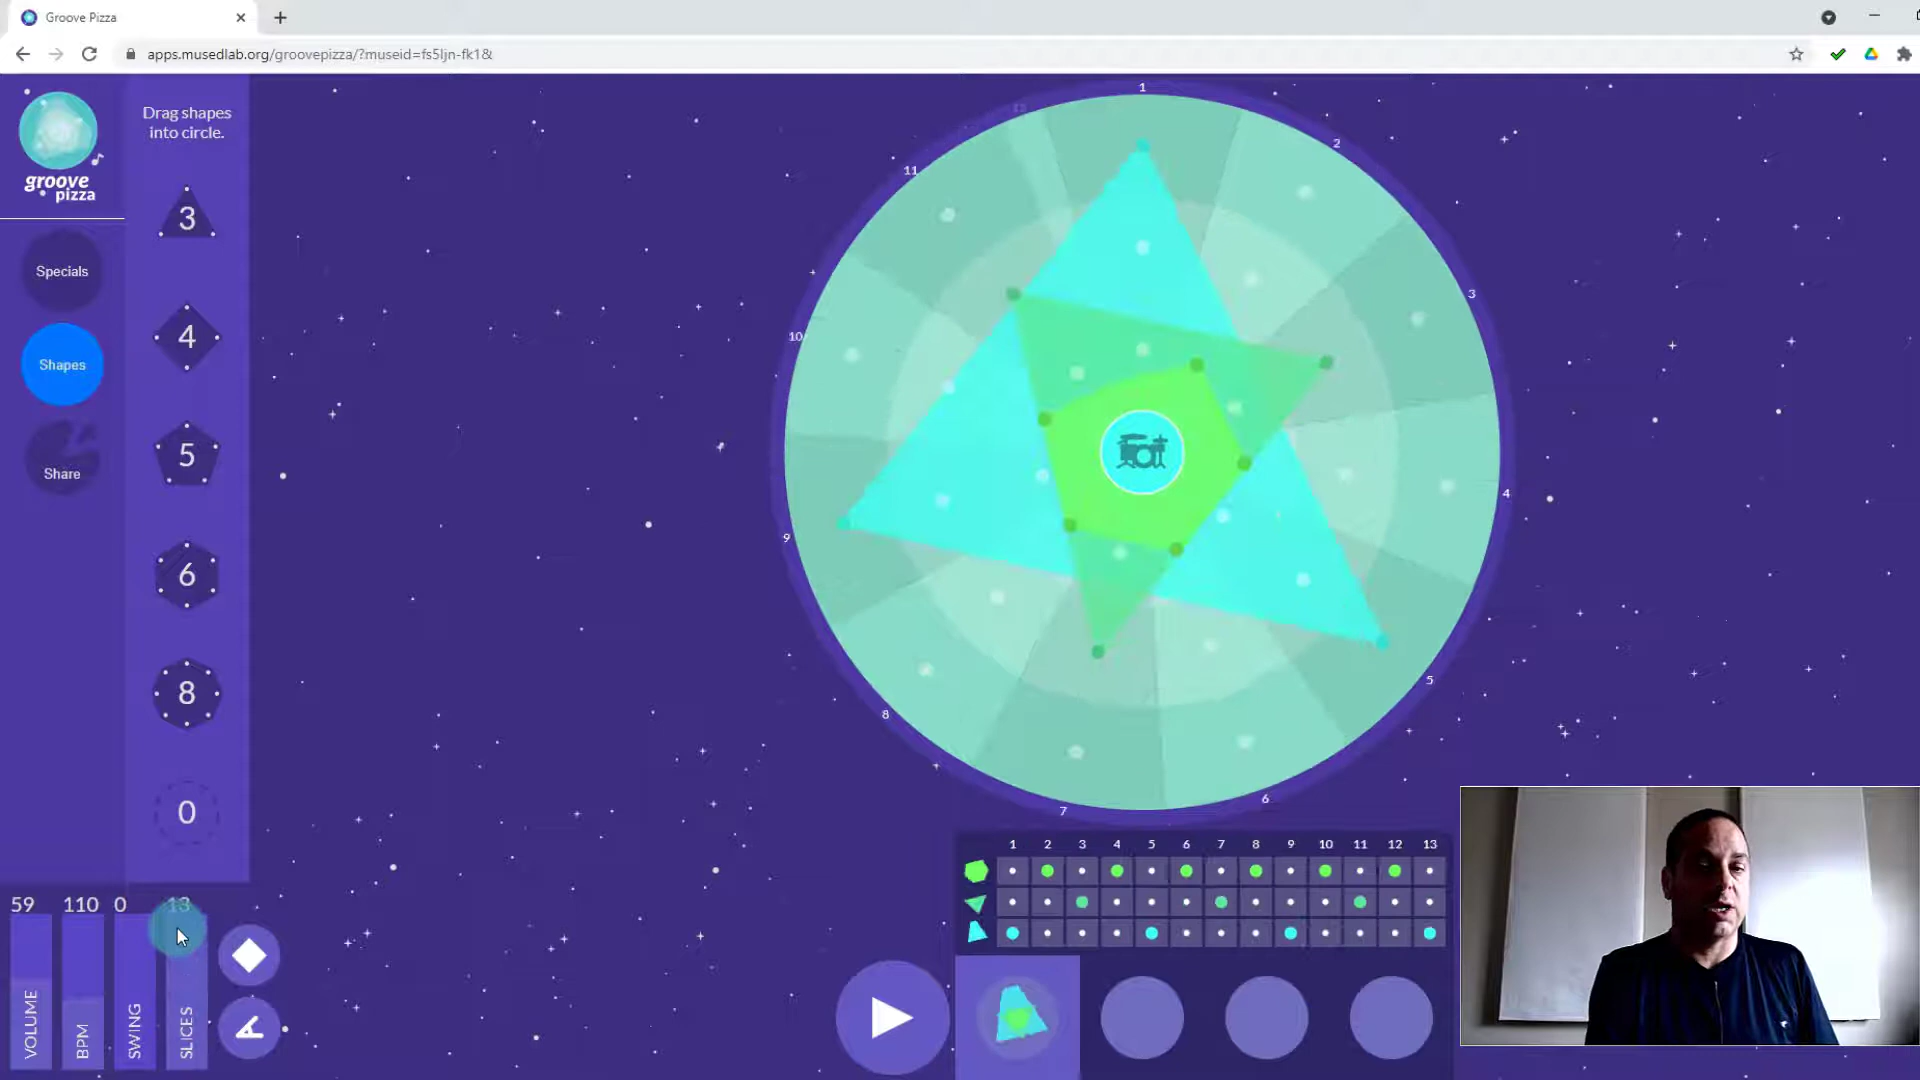 Groove Pizza
apps.musedlab.org/groovepizza/?museid=fs5ljn-fk1&
groove
pizza
Drag shapes
into circle.
Specials
Shapes
Share
3
4
5
6
8
0
1
2
3
4
5
6
7
8
9
10
11
13
59
110
0
13
VOLUME
BPM
SWING
SLICES
1 2 3 4 5 6 7 8 9 10 11 12 13